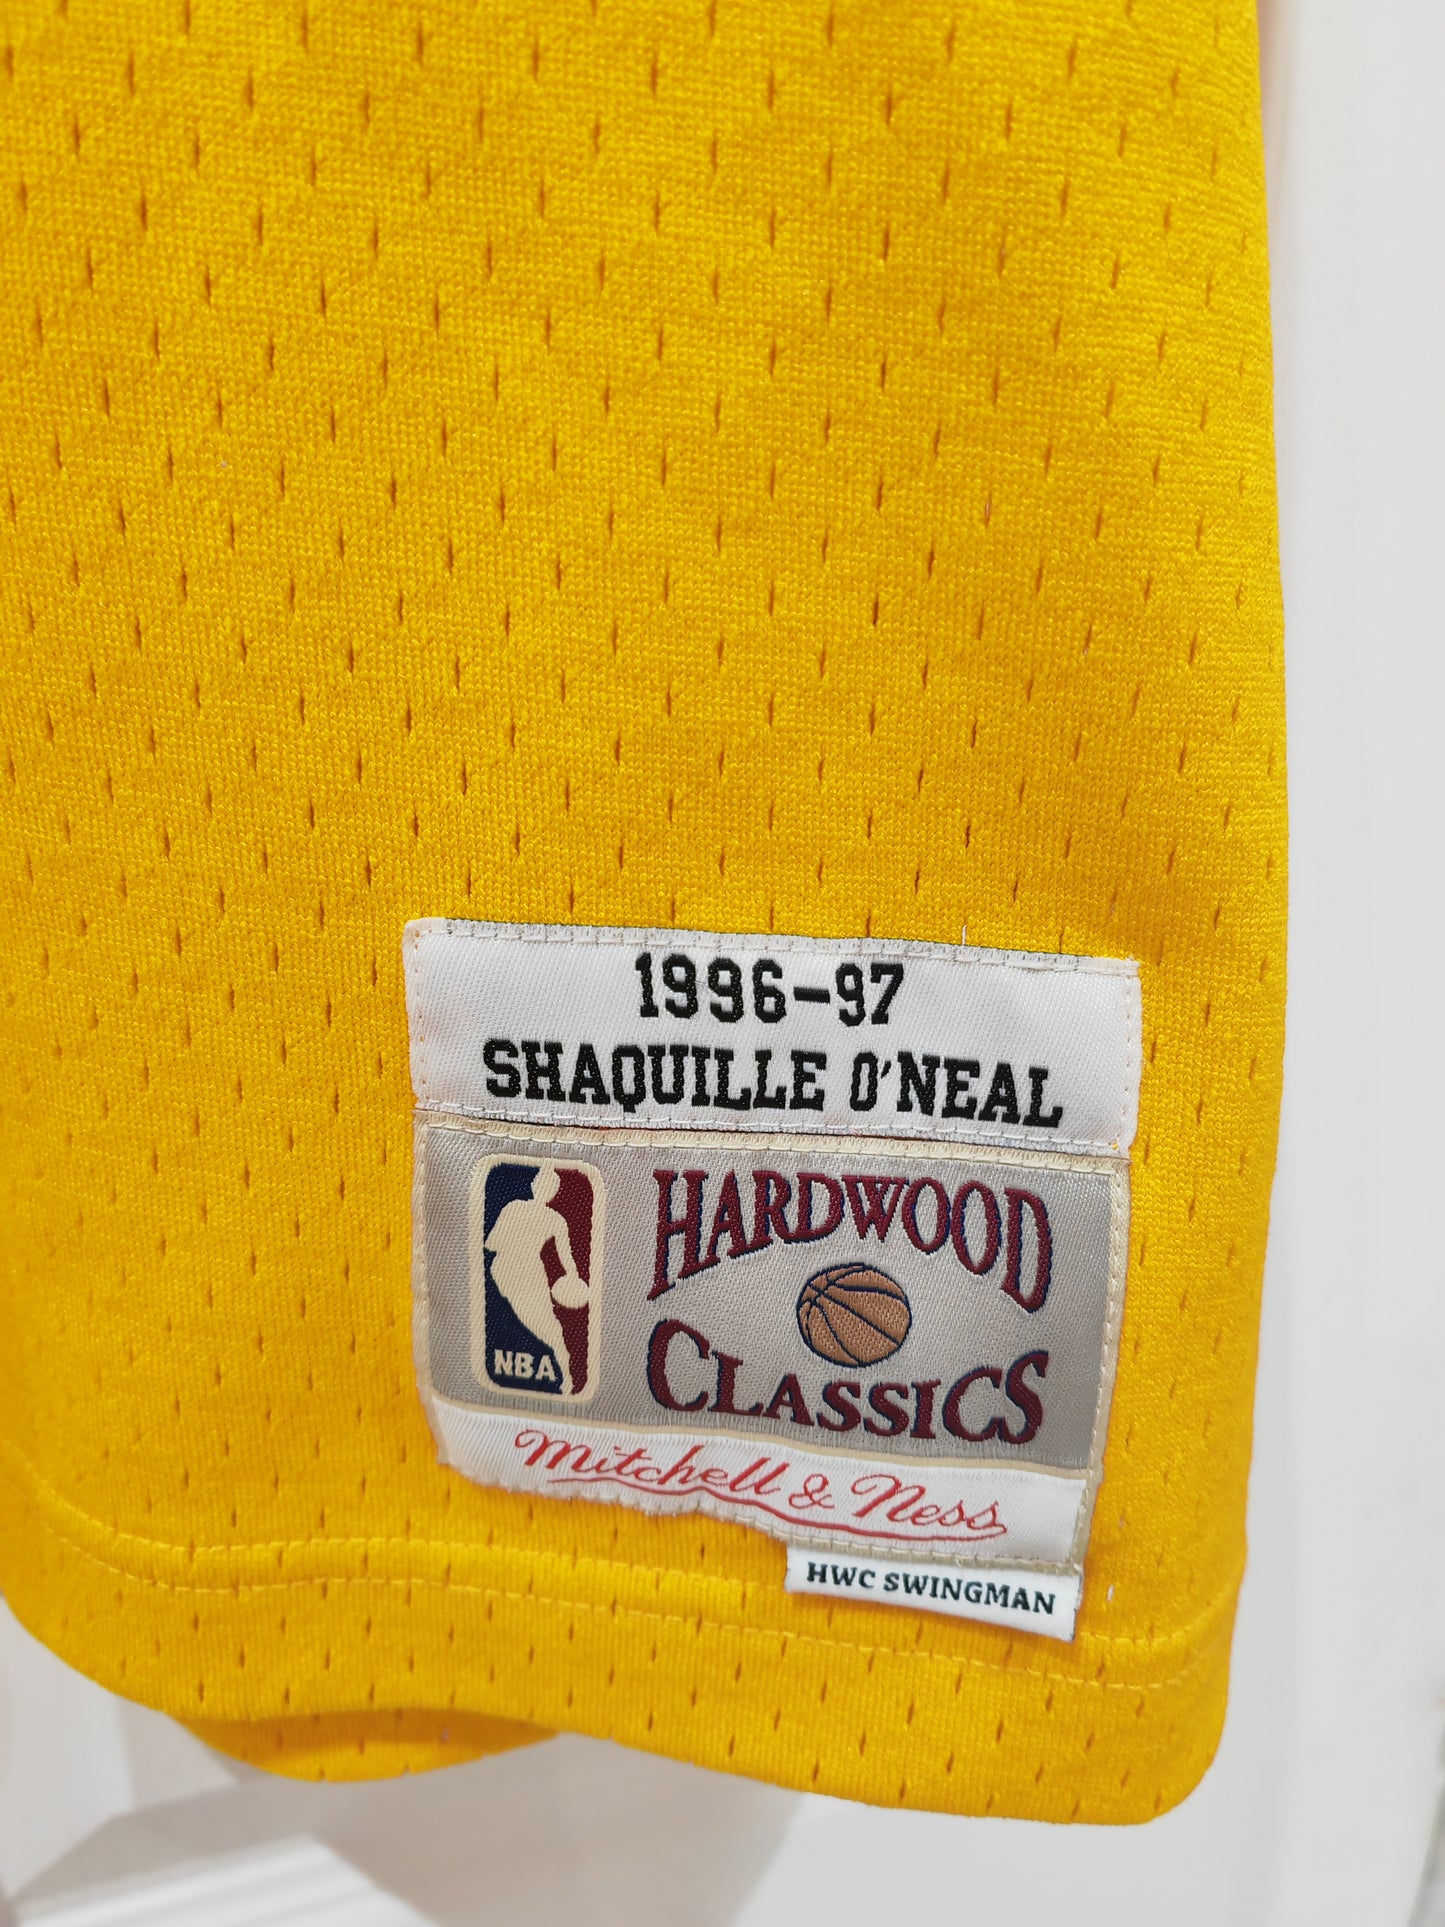 1996-97
SHAQUILLE O'NEAL
HARDWOOD
CLASSICS
NBA
Mitchell & Ness
HWC SWINGMAN